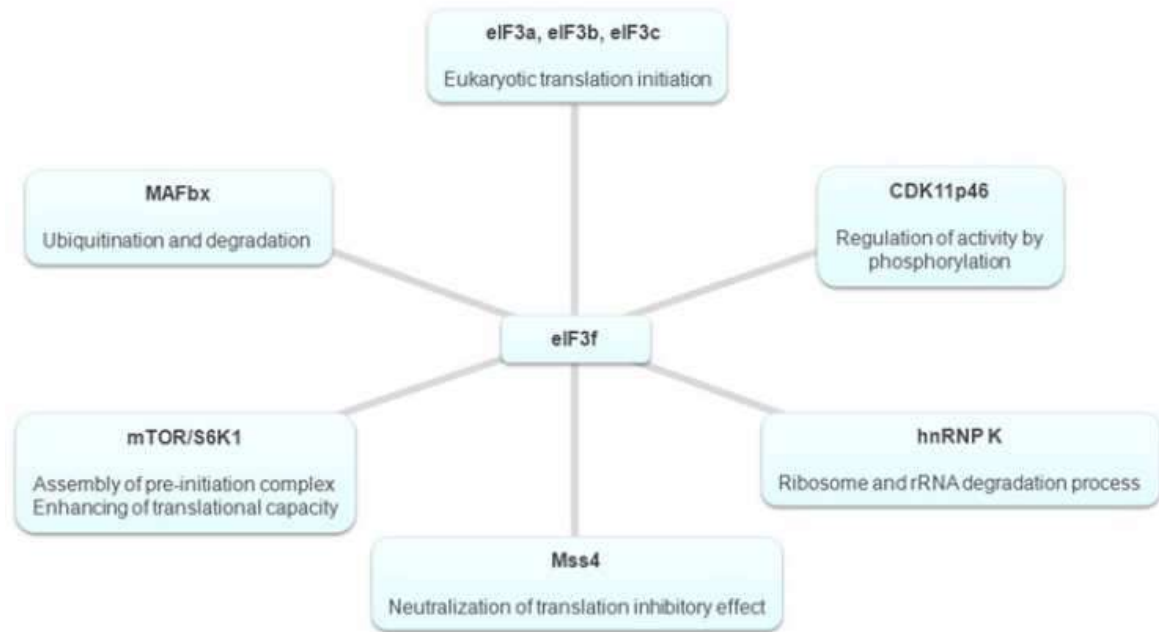 eIF3a, eIF3b, eIF3c
Eukaryotic translation initiation
MAFbx
Ubiquitination and degradation
CDK11p46
Regulation of activity by
phosphorylation
eIF3f
mTOR/S6K1
Assembly of pre-initiation complex
Enhancing of translational capacity
hnRNP K
Ribosome and rRNA degradation process
Mss4
Neutralization of translation inhibitory effect